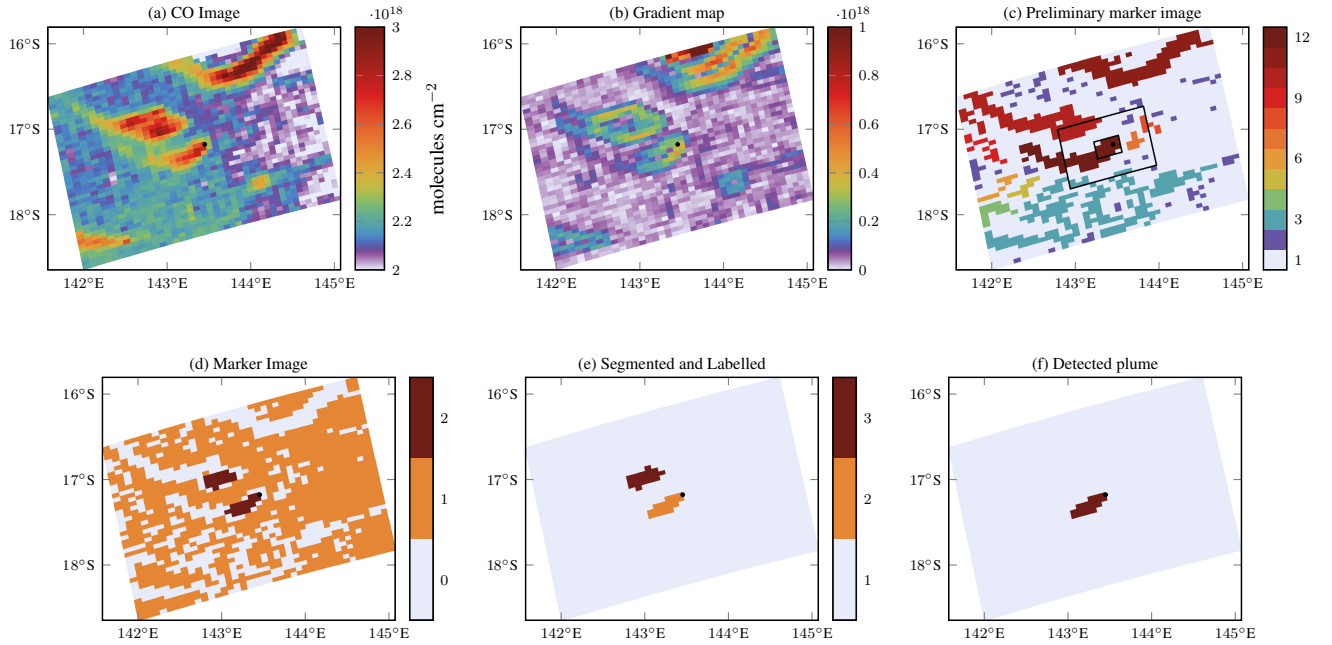 (a) CO Image
·10¹⁸
(b) Gradient map
·10¹⁸
(c) Preliminary marker image
16°S
17°S
18°S
142°E
143°E
144°E
145°E
3
2.8
2.6
2.4
2.2
2
molecules cm⁻²
16°S
17°S
18°S
142°E
143°E
144°E
145°E
1
0.8
0.6
0.4
0.2
0
16°S
17°S
18°S
142°E
143°E
144°E
145°E
12
9
6
3
1
(d) Marker Image
(e) Segmented and Labelled
(f) Detected plume
16°S
17°S
18°S
142°E
143°E
144°E
145°E
2
1
0
16°S
17°S
18°S
142°E
143°E
144°E
145°E
3
2
1
16°S
17°S
18°S
142°E
143°E
144°E
145°E